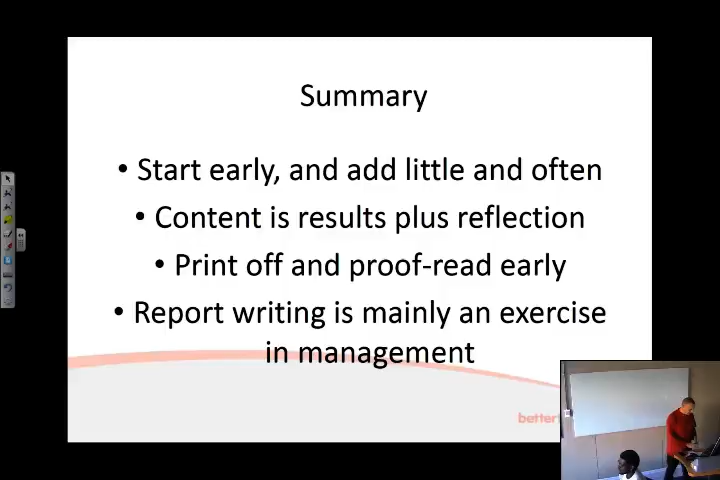 Summary
• Start early, and add little and often
• Content is results plus reflection
• Print off and proof-read early
• Report writing is mainly an exercise
in management